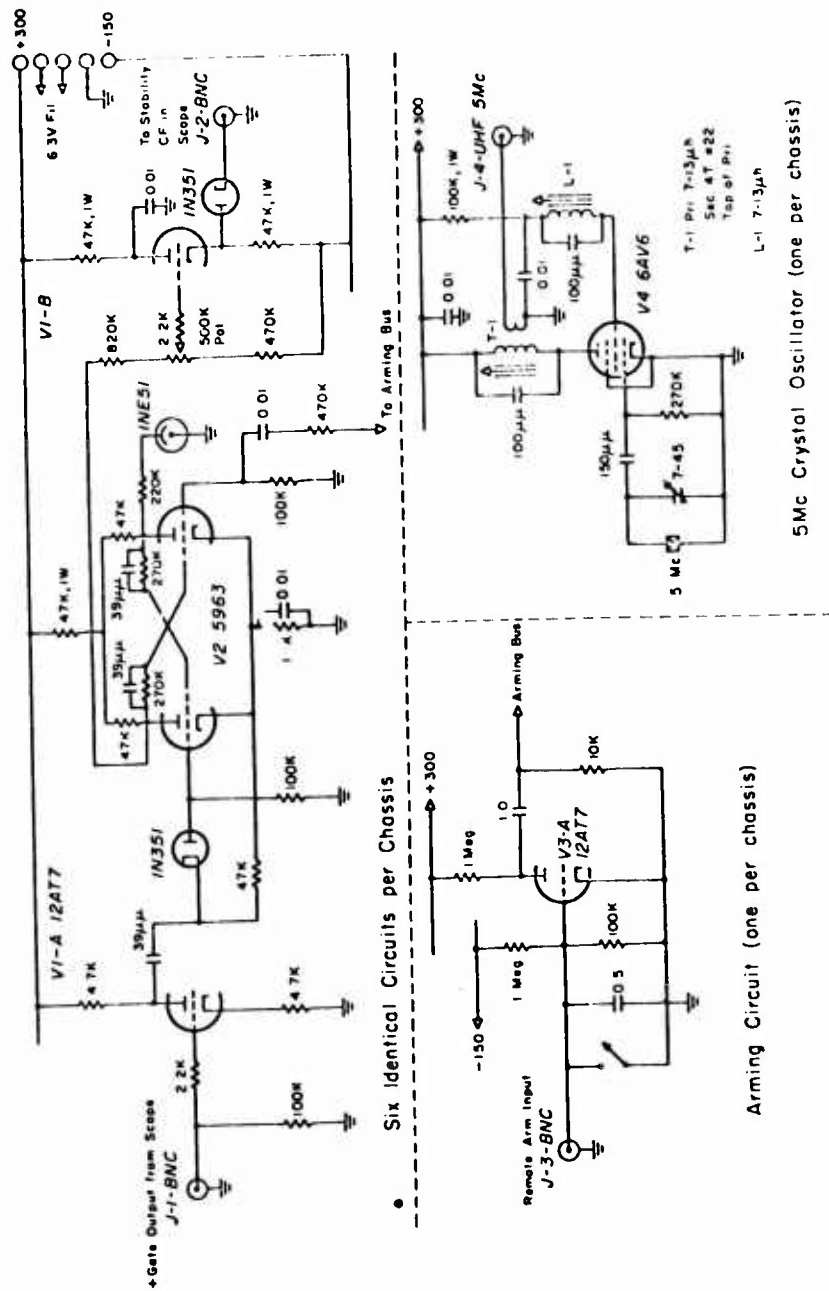 +Gate Output from Scope
J-1-BNC
2.2K
100K
4.7K
V1-A 12AT7
4.7K
39μμ
1N351
47K
100K
47K
270K
39μμ
V2 5963
47K, 1W
39μμ
270K
47K
220K
1NE51
0.01
100K
0.01
470K
To Arming Bus
V1-B
820K
2.2K
500K
Pot
470K
47K, 1W
0.01
1N351
47K, 1W
To Stability
CF in
Scope
J-2-BNC
6.3V Fil
+300
-150
Six Identical Circuits per Chassis
Remote Arm Input
J-3-BNC
-150
1 Meg
0.5
100K
+300
1 Meg
V3-A
12AT7
1.0
10K
Arming Bus
Arming Circuit (one per chassis)
5 Mc
7-45
150μμ
270K
V4 6AV6
100μμ
T-1
0.01
0.01
100μμ
L-1
100K, 1W
+300
J-4-UHF 5Mc
T-1 Pri 7-13μh
Sec 4T #22
Top of Pri
L-1 7-13μh
5Mc Crystal Oscillator (one per chassis)